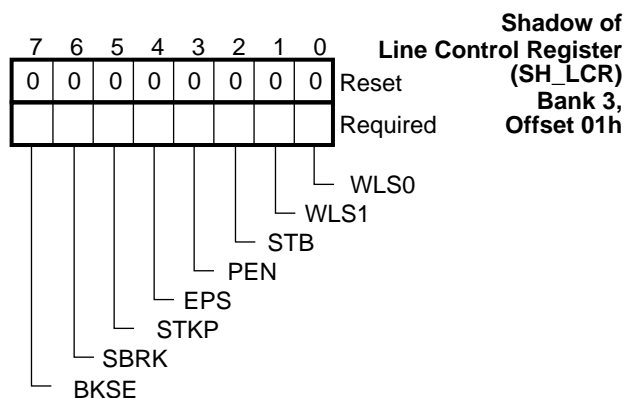 Shadow of
Line Control Register
(SH_LCR)
Bank 3,
Offset 01h
7 6 5 4 3 2 1 0
0 0 0 0 0 0 0 0 Reset
Required
WLS0
WLS1
STB
PEN
EPS
STKP
SBRK
BKSE